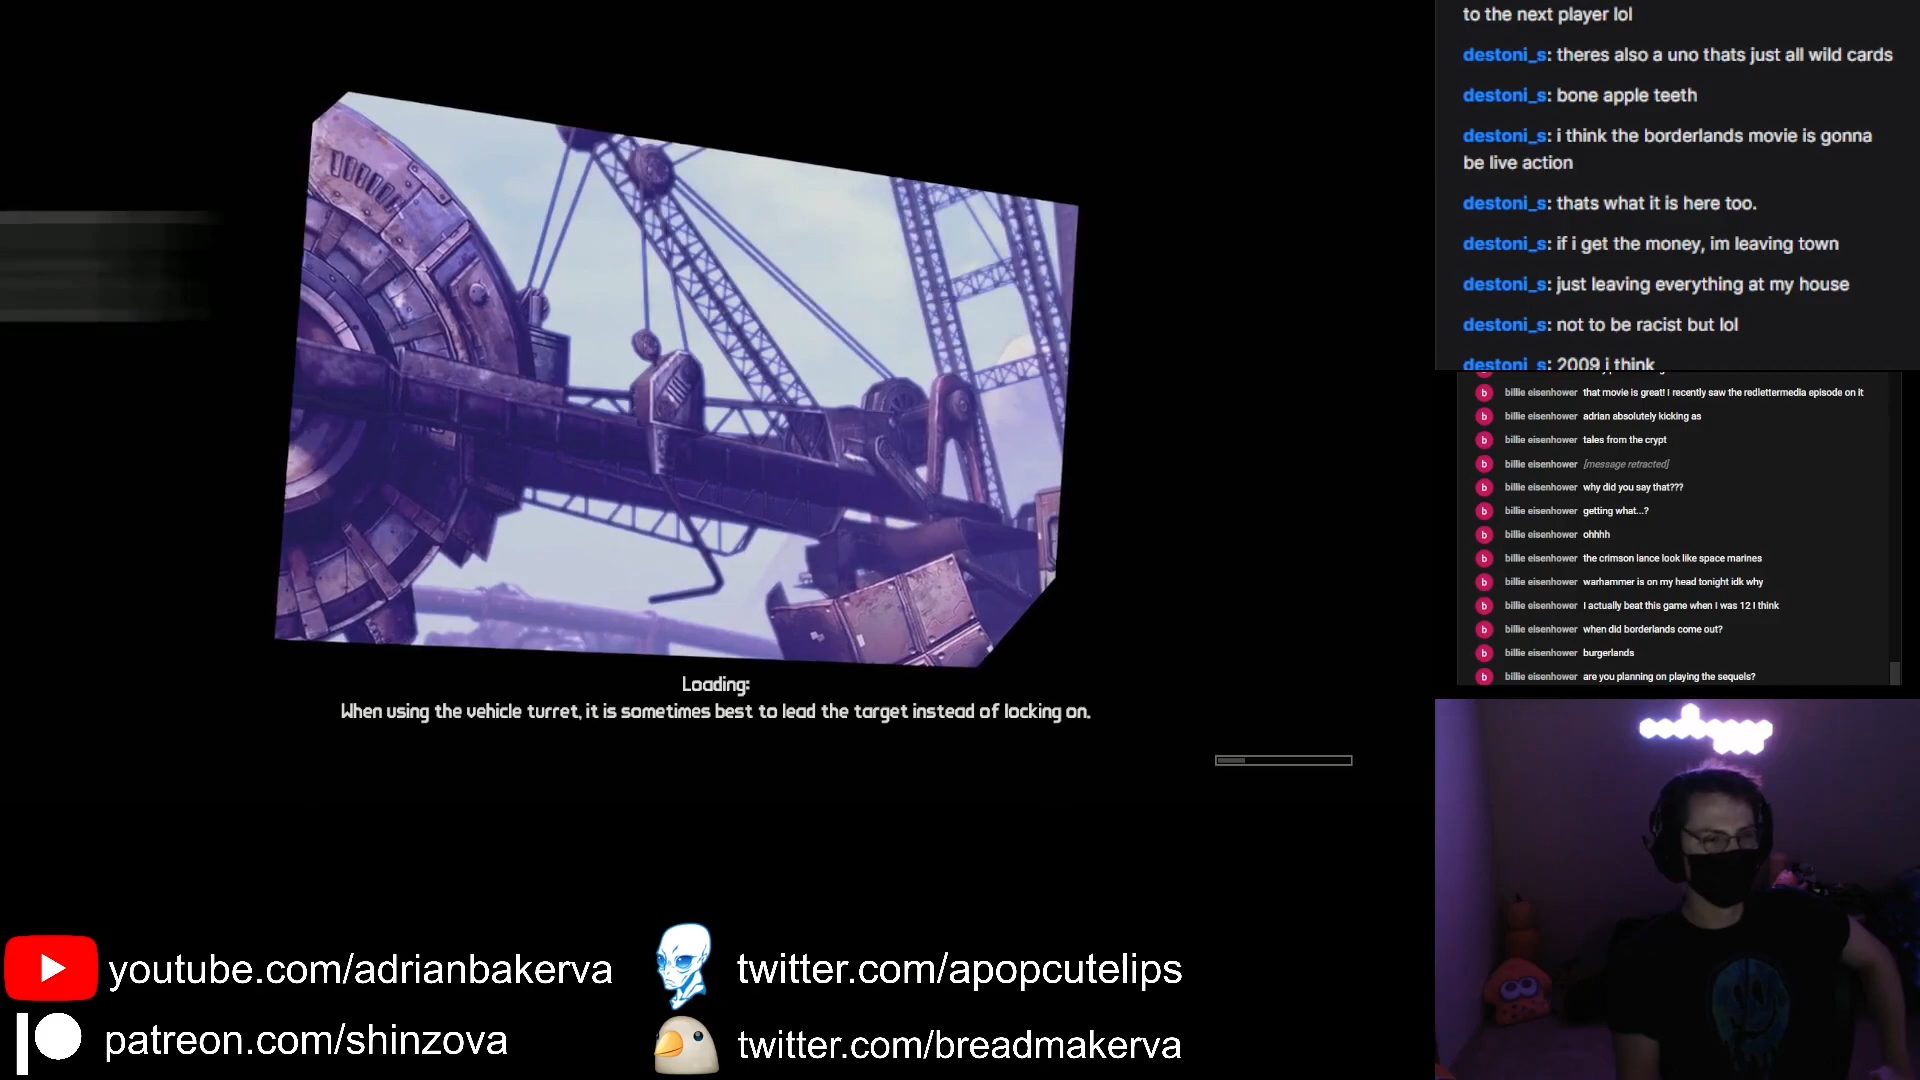 to the next player lol
destoni_s: theres also a uno thats just all wild cards
destoni_s: bone apple teeth
destoni_s: i think the borderlands movie is gonna
be live action
destoni_s: thats what it is here too.
destoni_s: if i get the money, im leaving town
destoni_s: just leaving everything at my house
destoni_s: not to be racist but lol
destoni_s: 2009 i think
billie eisenhower that movie is great! I recently saw the redlettermedia episode on it
billie eisenhower adrian absolutely kicking as
billie eisenhower tales from the crypt
billie eisenhower [message retracted]
billie eisenhower why did you say that???
billie eisenhower getting what...?
billie eisenhower ohhhh
billie eisenhower the crimson lance look like space marines
billie eisenhower warhammer is on my head tonight idk why
billie eisenhower I actually beat this game when I was 12 I think
billie eisenhower when did borderlands come out?
billie eisenhower burgerlands
billie eisenhower are you planning on playing the sequels?
Loading:
When using the vehicle turret, it is sometimes best to lead the target instead of locking on.
youtube.com/adrianbakerva
twitter.com/apopcutelips
patreon.com/shinzova
twitter.com/breadmakerva